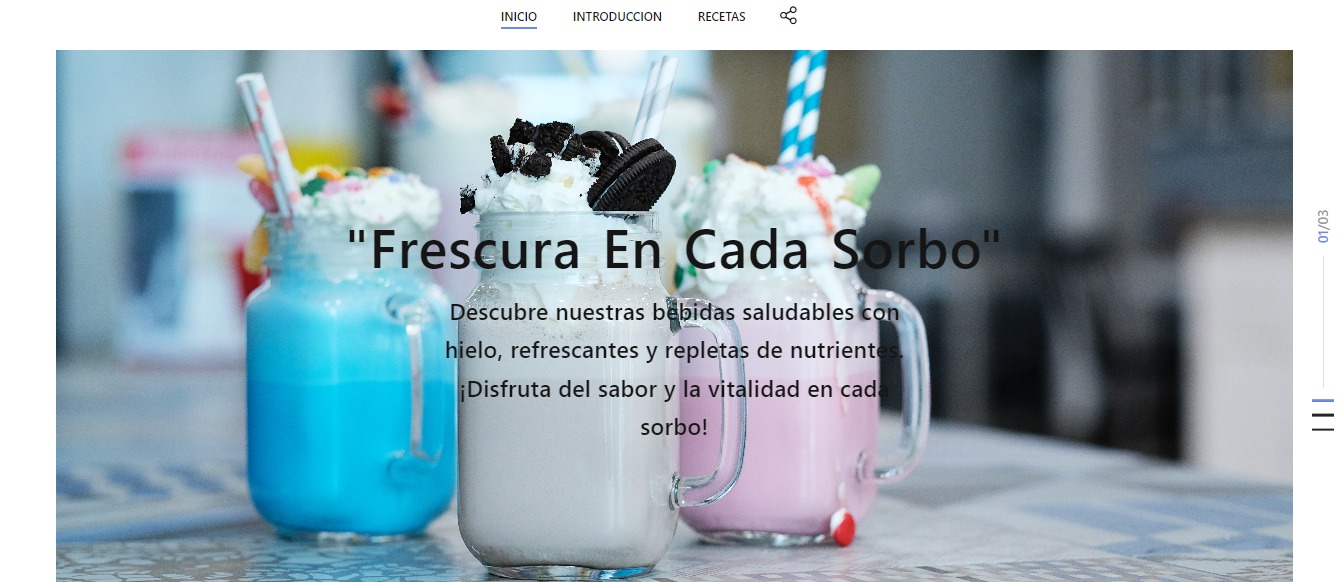 INICIO INTRODUCCION RECETAS
"Frescura En Cada Sorbo"
Descubre nuestras bebidas saludables con
hielo, refrescantes y repletas de nutrientes.
¡Disfruta del sabor y la vitalidad en cada
sorbo!
01/03